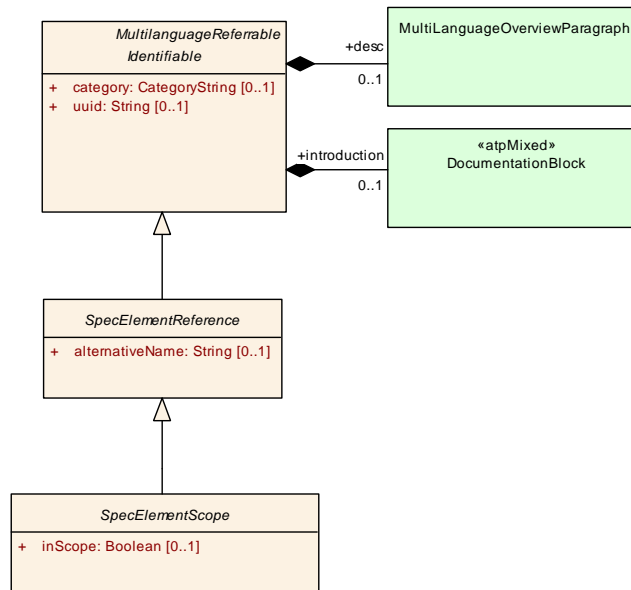 MultilanguageReferrable
Identifiable
+ category: CategoryString [0..1]
+ uuid: String [0..1]
+desc
0..1
MultiLanguageOverviewParagraph
+introduction
0..1
«atpMixed»
DocumentationBlock
SpecElementReference
+ alternativeName: String [0..1]
SpecElementScope
+ inScope: Boolean [0..1]